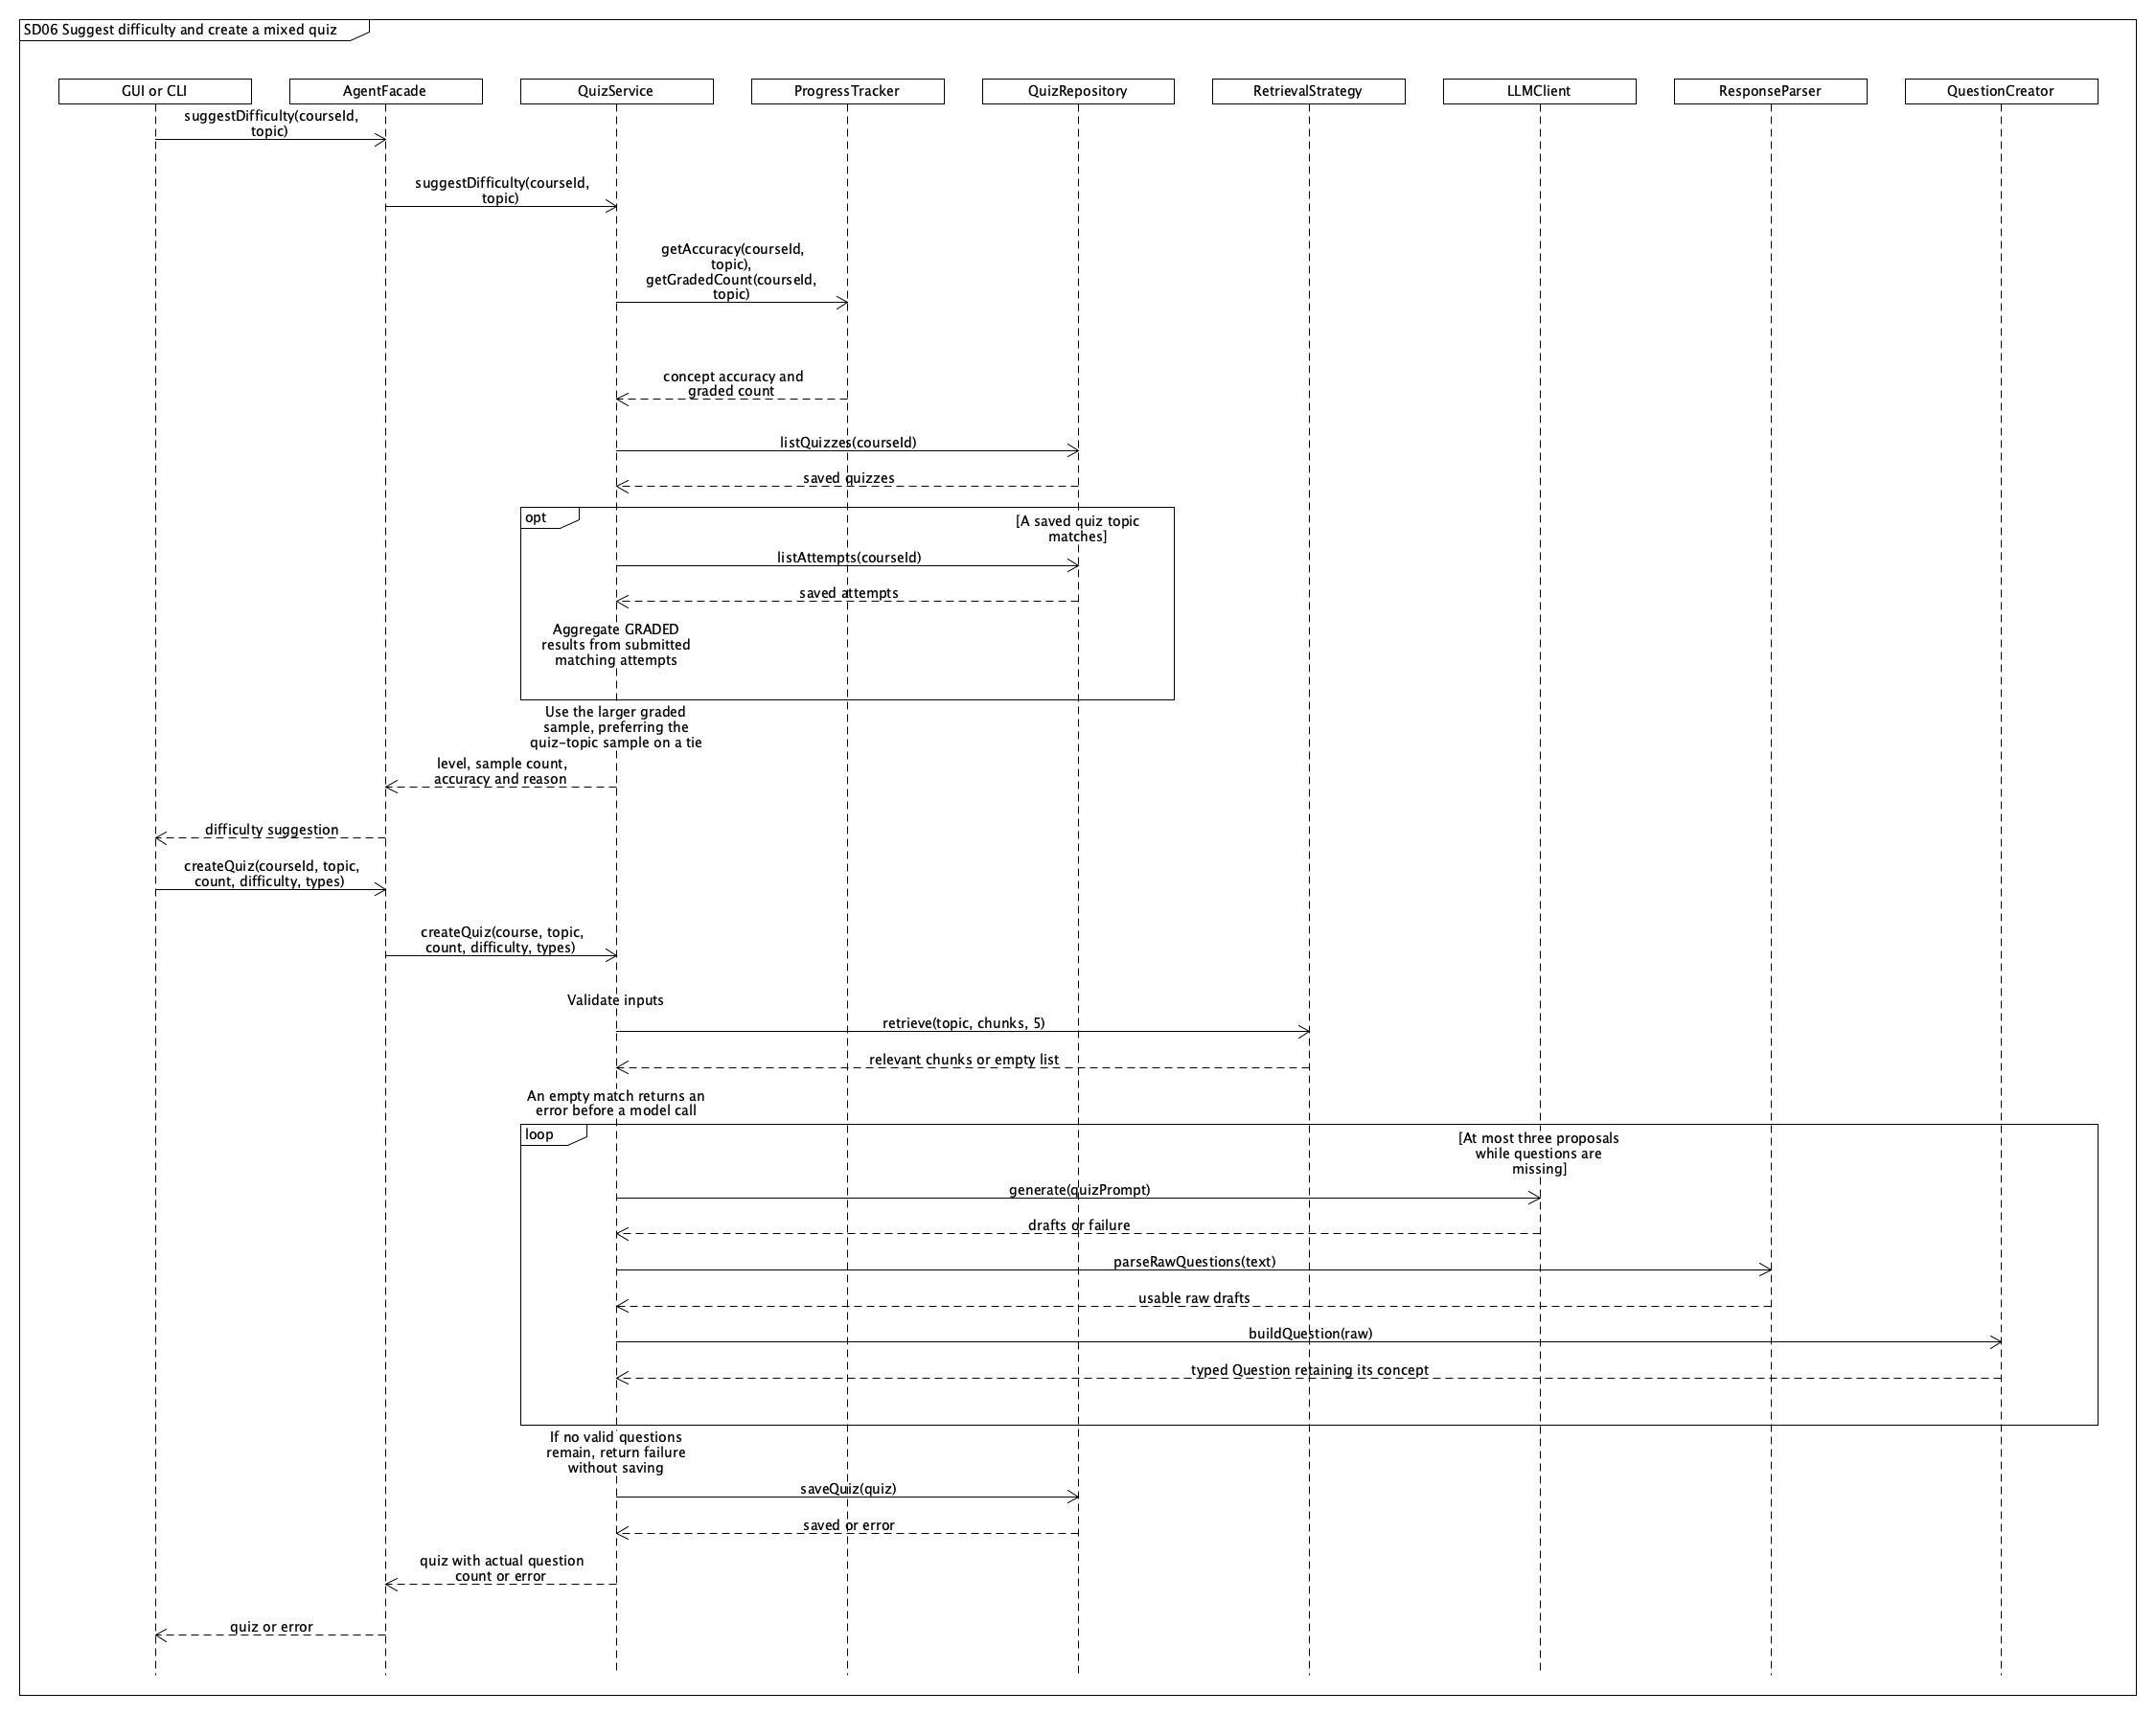 SD06 Suggest difficulty and create a mixed quiz
GUI or CLI
AgentFacade
QuizService
ProgressTracker
QuizRepository
RetrievalStrategy
LLMClient
ResponseParser
QuestionCreator
suggestDifficulty(courseId,
topic)
suggestDifficulty(courseId,
topic)
getAccuracy(courseId,
topic),
getGradedCount(courseId,
topic)
concept accuracy and
graded count
listQuizzes(courseId)
saved quizzes
opt
[A saved quiz topic
matches]
listAttempts(courseId)
saved attempts
Aggregate GRADED
results from submitted
matching attempts
Use the larger graded
sample, preferring the
quiz-topic sample on a tie
level, sample count,
accuracy and reason
difficulty suggestion
createQuiz(courseId, topic,
count, difficulty, types)
createQuiz(course, topic,
count, difficulty, types)
Validate inputs
retrieve(topic, chunks, 5)
relevant chunks or empty list
An empty match returns an
error before a model call
loop
[At most three proposals
while questions are
missing]
generate(quizPrompt)
drafts or failure
parseRawQuestions(text)
usable raw drafts
buildQuestion(raw)
typed Question retaining its concept
If no valid questions
remain, return failure
without saving
saveQuiz(quiz)
saved or error
quiz with actual question
count or error
quiz or error